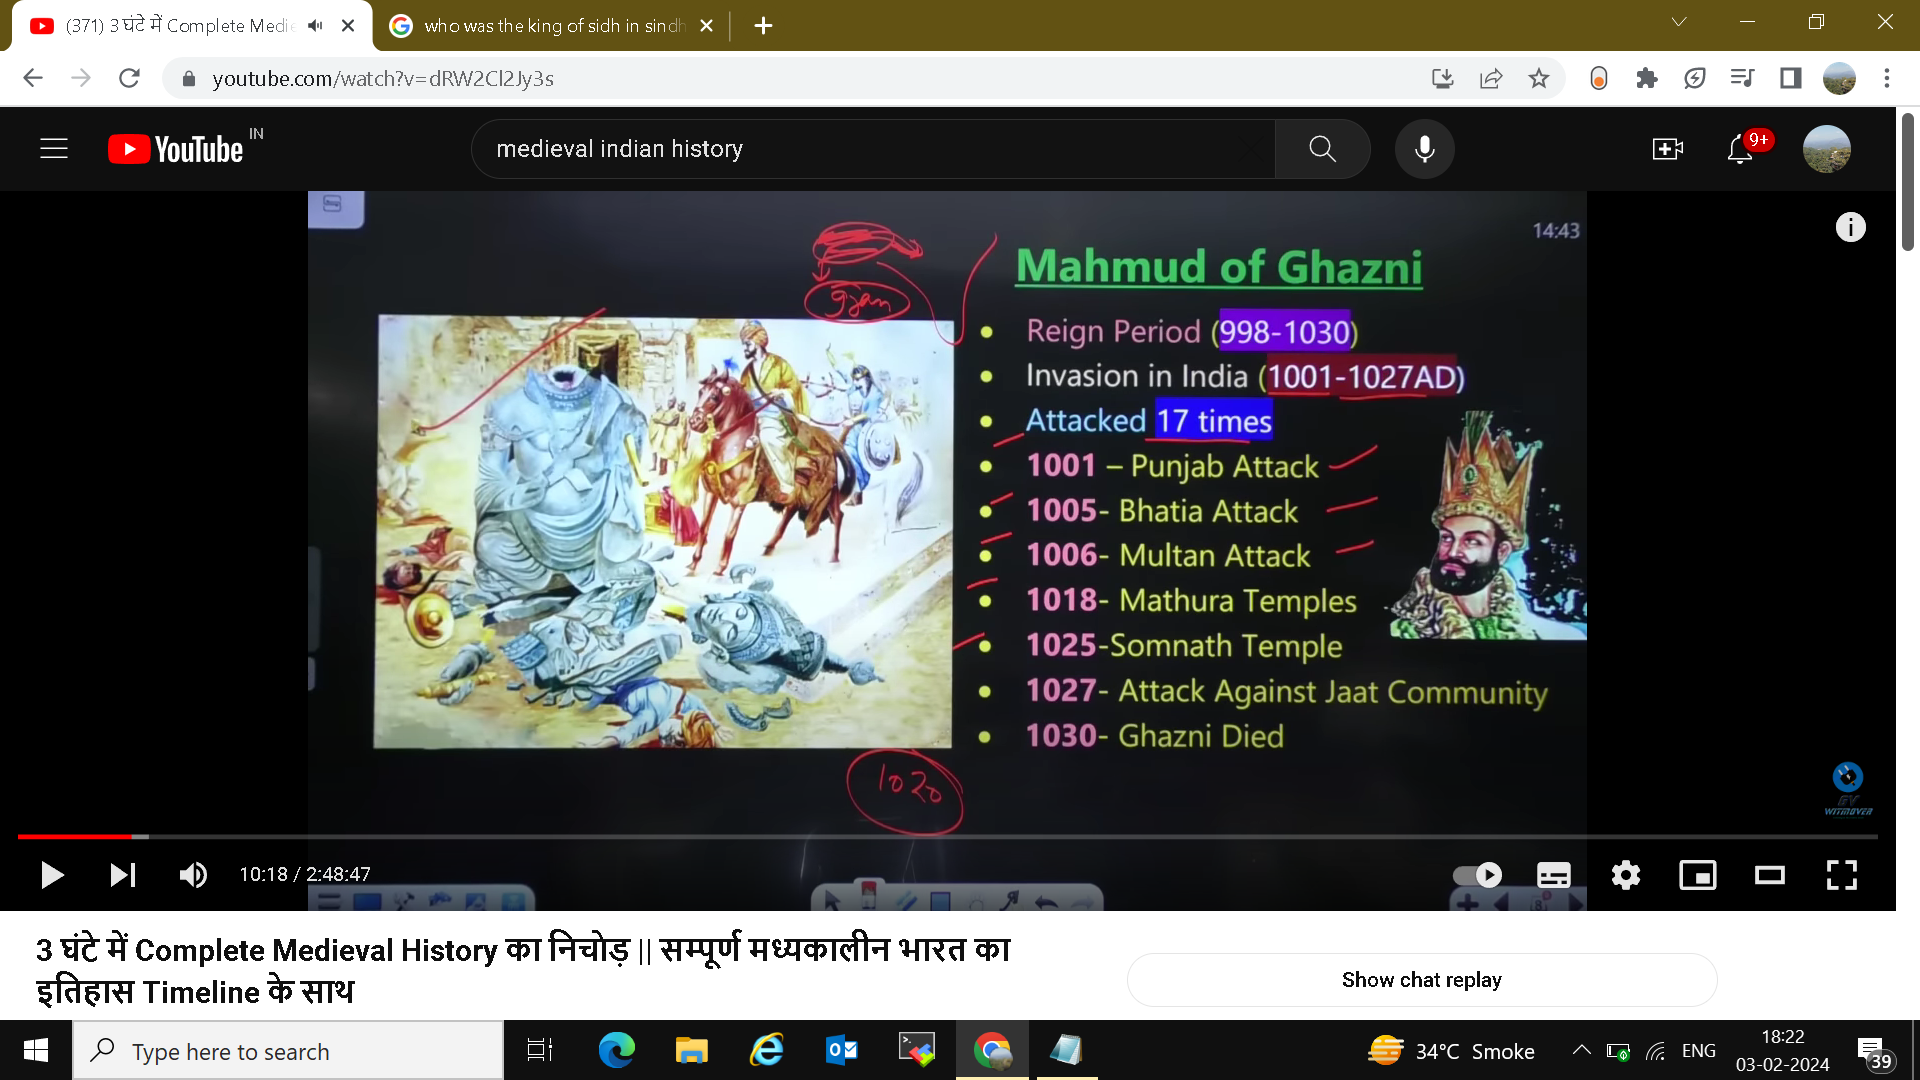 (371) 3 घंटे में Complete Medie
who was the king of sidh in sindh
youtube.com/watch?v=dRW2Cl2Jy3s
YouTube IN
medieval indian history
9+
14:43
Mahmud of Ghazni
Reign Period (998-1030)
Invasion in India (1001-1027AD)
Attacked 17 times
1001 – Punjab Attack
1005- Bhatia Attack
1006- Multan Attack
1018- Mathura Temples
1025-Somnath Temple
1027- Attack Against Jaat Community
1030- Ghazni Died
1020
GV
WITMOVER
10:18 / 2:48:47
3 घंटे में Complete Medieval History का निचोड़ || सम्पूर्ण मध्यकालीन भारत का
इतिहास Timeline के साथ
Show chat replay
Type here to search
34°C Smoke
ENG
18:22
03-02-2024
39